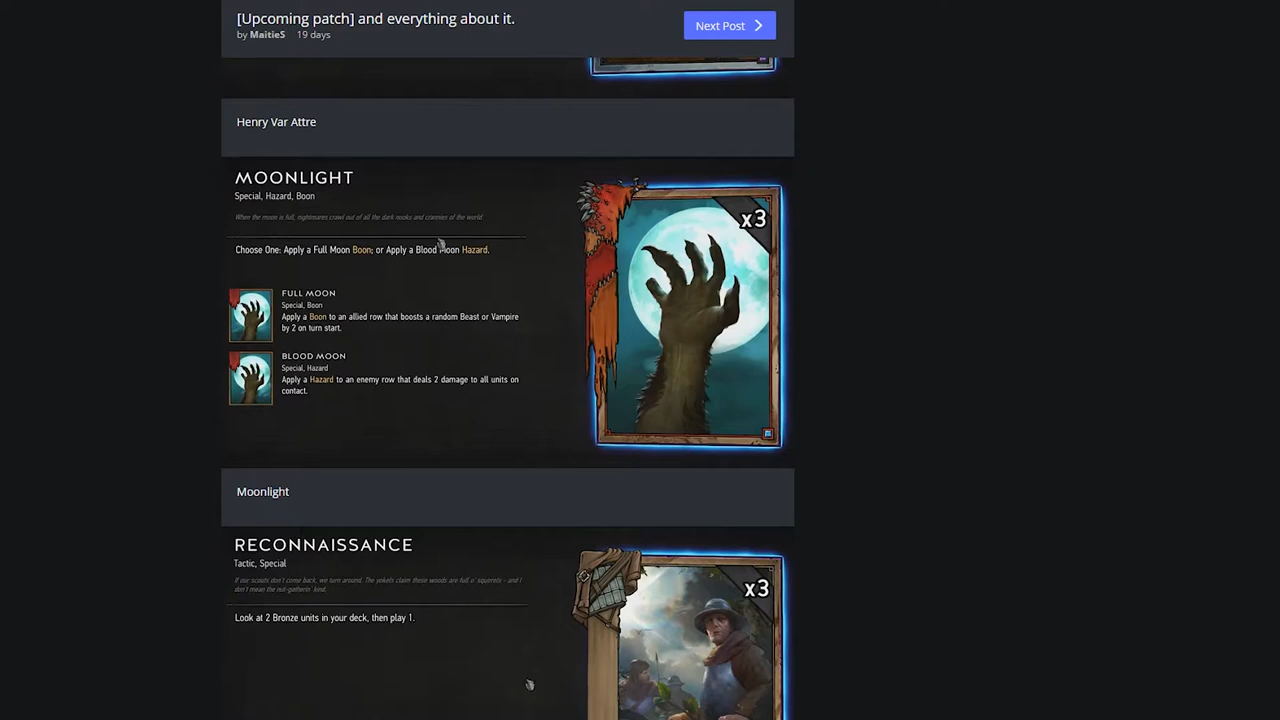 [Upcoming patch] and everything about it.
by MaitieS 19 days
Next Post
Henry Var Attre
MOONLIGHT
Special, Hazard, Boon
When the moon is full, nightmares crawl out of all the dark nooks and crannies of the world.
Choose One: Apply a Full Moon Boon; or Apply a Blood Moon Hazard.
x3
FULL MOON
Special, Boon
Apply a Boon to an allied row that boosts a random Beast or Vampire
by 2 on turn start.
BLOOD MOON
Special, Hazard
Apply a Hazard to an enemy row that deals 2 damage to all units on
contact.
Moonlight
RECONNAISSANCE
Tactic, Special
If our scouts don't come back, we turn around. The yokels claim these woods are full o' squirrels - and I
don't mean the nut-gatherin' kind.
Look at 2 Bronze units in your deck, then play 1.
x3